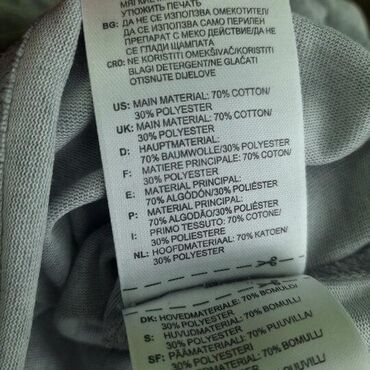 УТЮЖИТЬ ПЕЧАТЬ
BG: ДА НЕ СЕ ИЗПОЛЗВА ОМЕКОТИТЕЛ/
ДА СЕ ИЗПОЛЗВА САМО ПЕРИЛЕН
ПРЕПАРАТ С МЕКО ДЕЙСТВИЕ/ДА НЕ
СЕ ГЛАДИ ЩАМПАТА
CRO: NE KORISTITI OMEKŠIVAČ/KORISTITI
BLAGI DETERGENT/NE GLAČATI
OTISNUTE DIJELOVE
US: MAIN MATERIAL: 70% COTTON/
30% POLYESTER
UK: MAIN MATERIAL: 70% COTTON/
30% POLYESTER
D: HAUPTMATERIAL:
70% BAUMWOLLE/30% POLYESTER
F: MATIERE PRINCIPALE: 70% COTON/
30% POLYESTER
E: MATERIAL PRINCIPAL:
70% ALGODÓN/30% POLIÉSTER
P: MATERIAL PRINCIPAL:
70% ALGODÃO/30% POLIÉSTER
I: PRIMO TESSUTO: 70% COTONE/
30% POLIESTERE
NL: HOOFDMATERIAAL: 70% KATOEN/
30% POLYESTER
DK: HOVEDMATERIALE: 70% BOMULD/
30% POLYESTER
S: HUVUDMATERIAL: 70% BOMULL/
30% POLYESTER
SF: PÄÄMATERIAALI: 70% PUUVILLA/
30% POLYESTERI